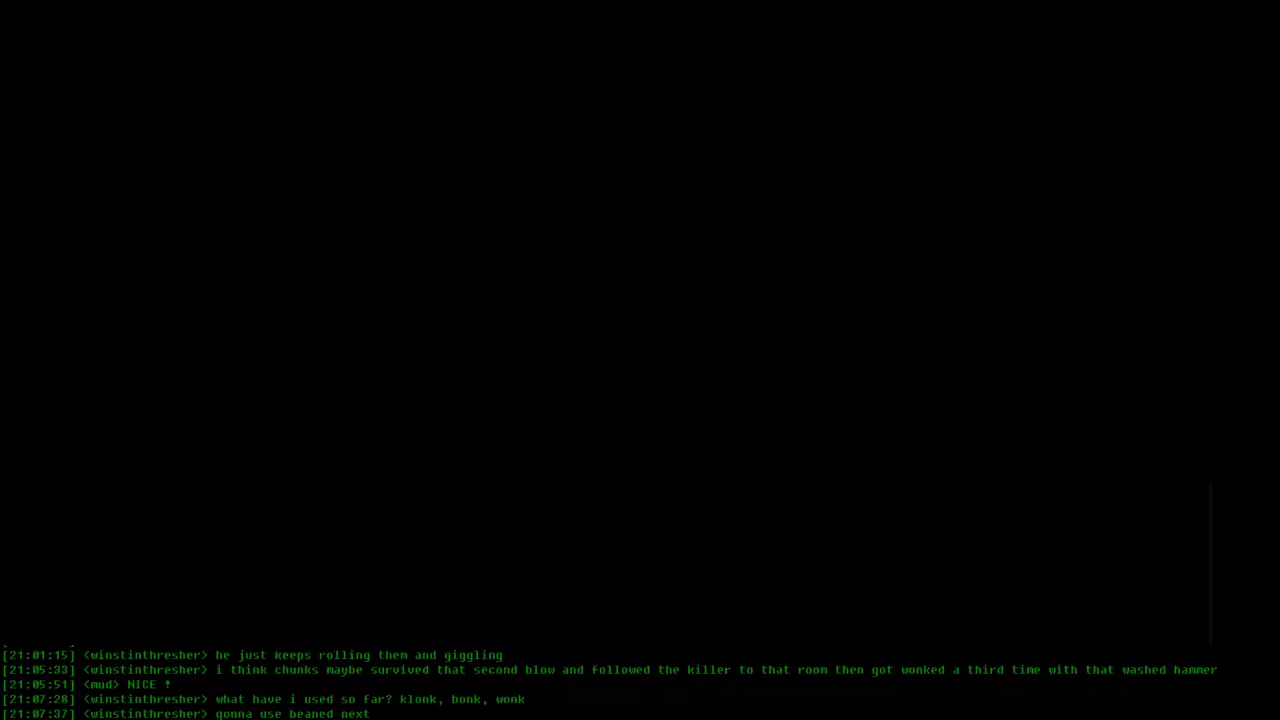 [21:01:15] <winstinthresher> he just keeps rolling them and giggling
[21:05:33] <winstinthresher> i think chunks maybe survived that second blow and followed the killer to that room then got wonked a third time with that washed hammer
[21:05:51] <mud> NICE !
[21:07:28] <winstinthresher> what have i used so far? klonk, bonk, wonk
[21:07:37] <winstinthresher> gonna use beaned next